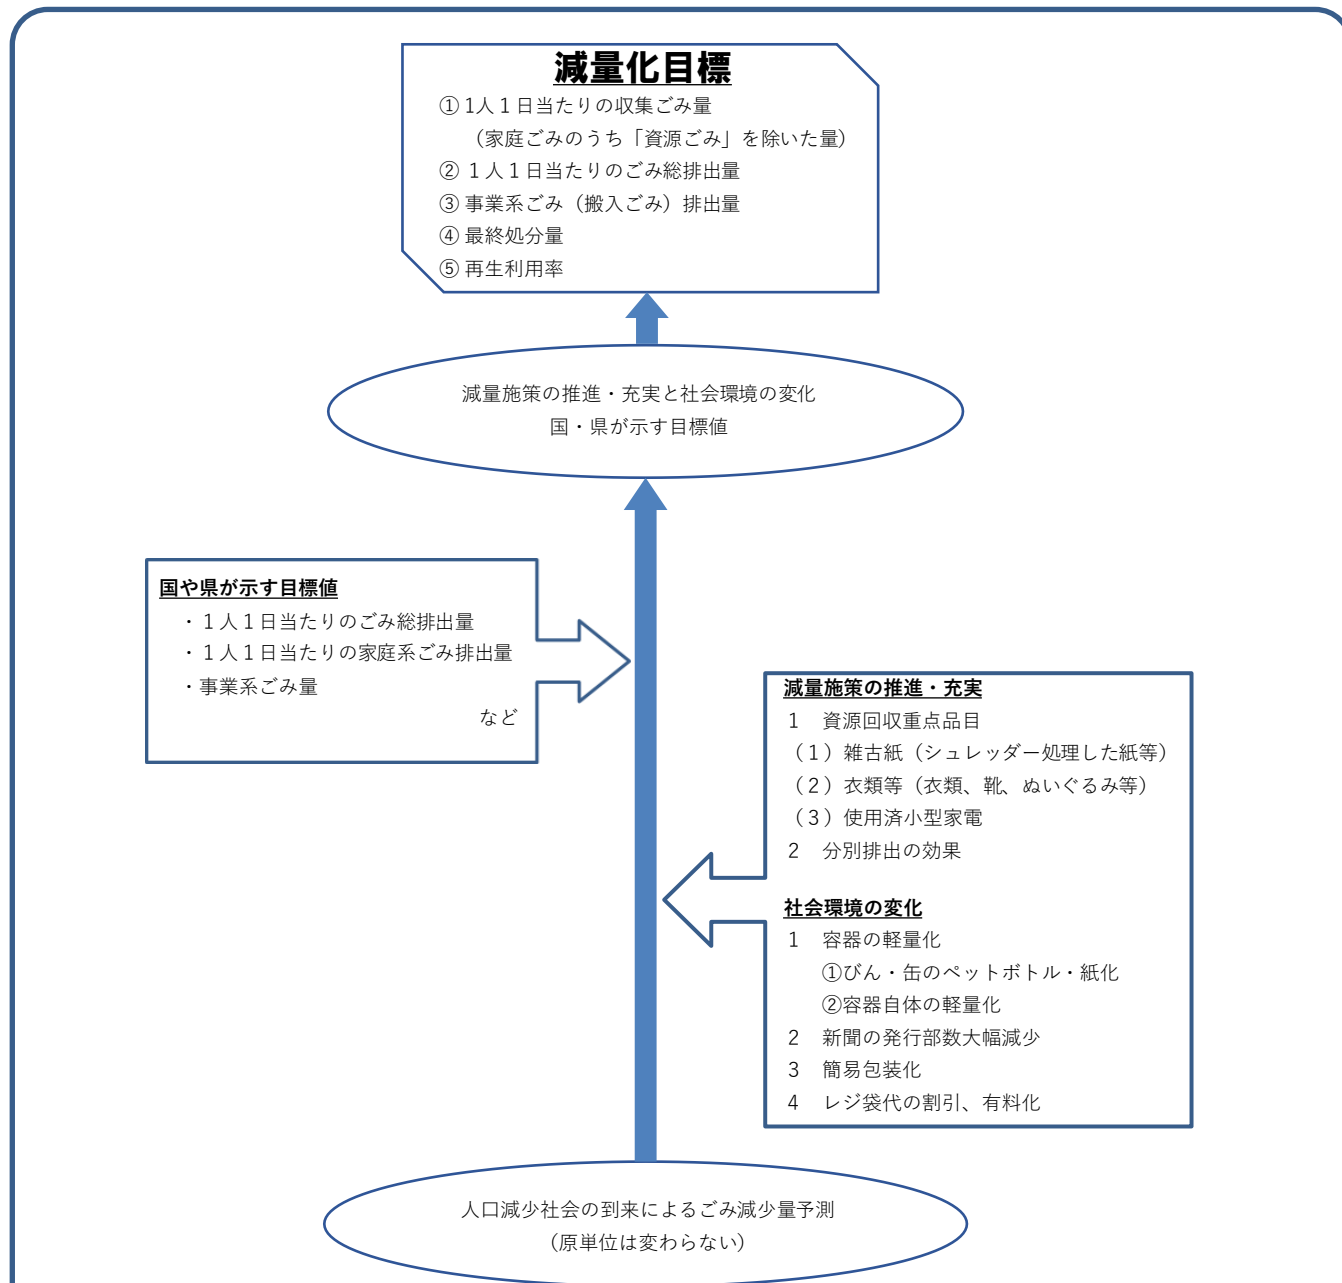 減量化目標
① 1人１日当たりの収集ごみ量
（家庭ごみのうち「資源ごみ」を除いた量）
② １人１日当たりのごみ総排出量
③ 事業系ごみ（搬入ごみ）排出量
④ 最終処分量
⑤ 再生利用率
減量施策の推進・充実と社会環境の変化
国・県が示す目標値
国や県が示す目標値
・１人１日当たりのごみ総排出量
・１人１日当たりの家庭系ごみ排出量
・事業系ごみ量
など
減量施策の推進・充実
1　資源回収重点品目
（１）雑古紙（シュレッダー処理した紙等）
（２）衣類等（衣類、靴、ぬいぐるみ等）
（３）使用済小型家電
2　分別排出の効果
社会環境の変化
1　容器の軽量化
①びん・缶のペットボトル・紙化
②容器自体の軽量化
2　新聞の発行部数大幅減少
3　簡易包装化
4　レジ袋代の割引、有料化
人口減少社会の到来によるごみ減少量予測
（原単位は変わらない）